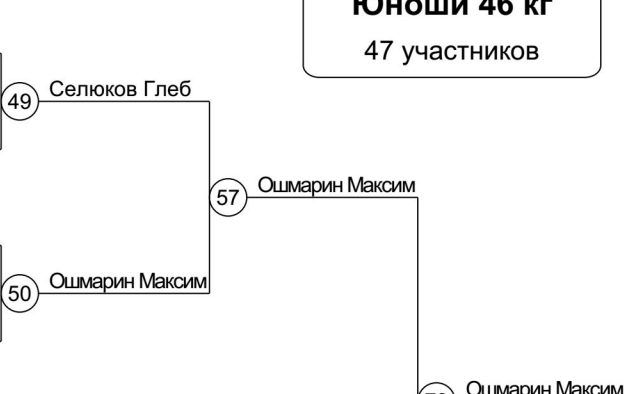 Юноши 46 кг
47 участников
49 Селюков Глеб
57 Ошмарин Максим
50 Ошмарин Максим
Ошмарин Максим